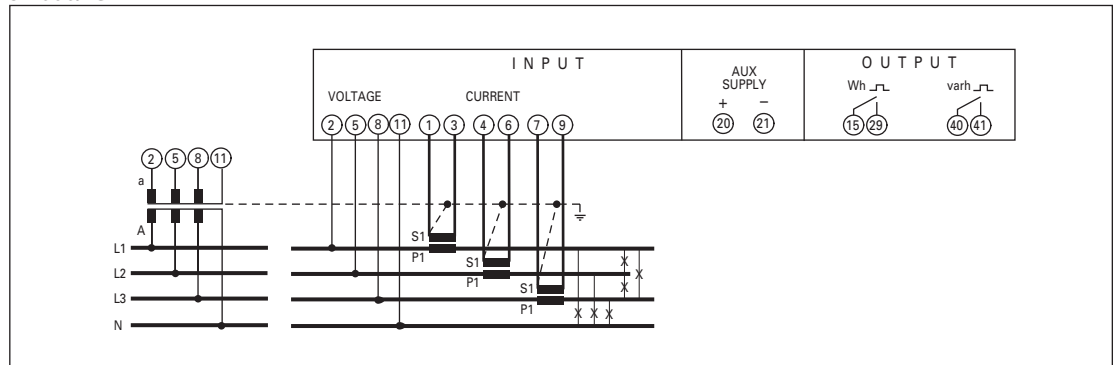 INPUT
OUTPUT
AUX
SUPPLY
Wh
varh
VOLTAGE
CURRENT
+ −
2 5 8 11 1 3 4 6 7 9
20 21
15 29
40 41
2 5 8 11
a
A
S1
L1
P1
S1
L2
P1
S1
L3
P1
N
X
X
X
X X X